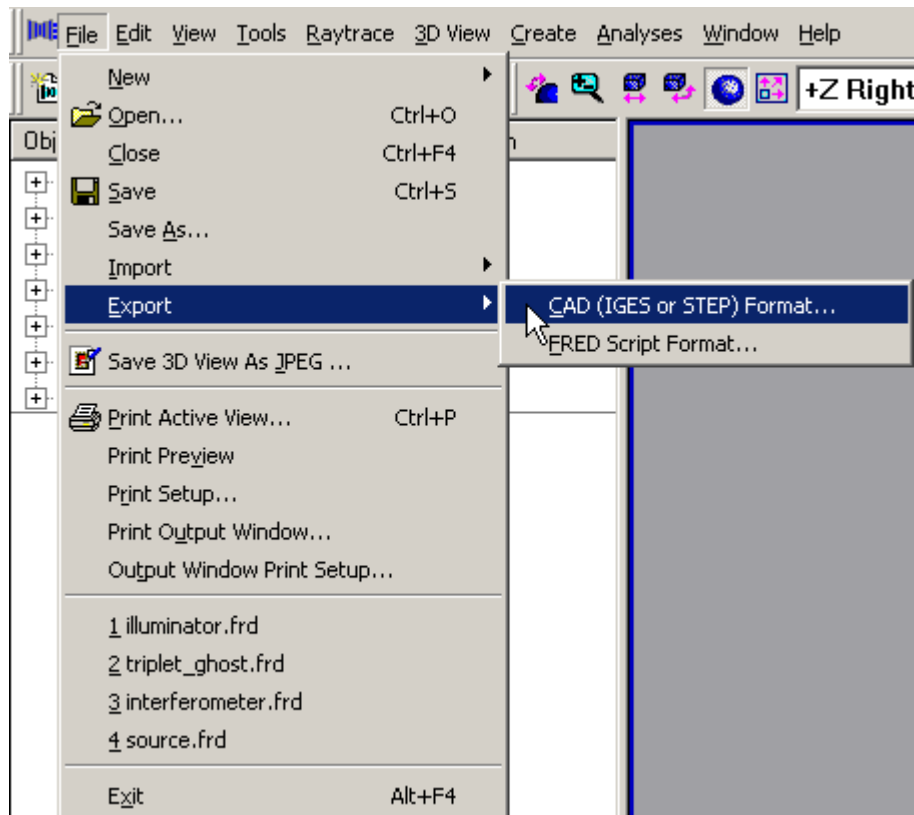 File Edit View Tools Raytrace 3D View Create Analyses Window Help
+Z Right
Obj
New
Open... Ctrl+O
Close Ctrl+F4
Save Ctrl+S
Save As...
Import
Export
CAD (IGES or STEP) Format...
FRED Script Format...
Save 3D View As JPEG ...
Print Active View... Ctrl+P
Print Preview
Print Setup...
Print Output Window...
Output Window Print Setup...
1 illuminator.frd
2 triplet_ghost.frd
3 interferometer.frd
4 source.frd
Exit Alt+F4